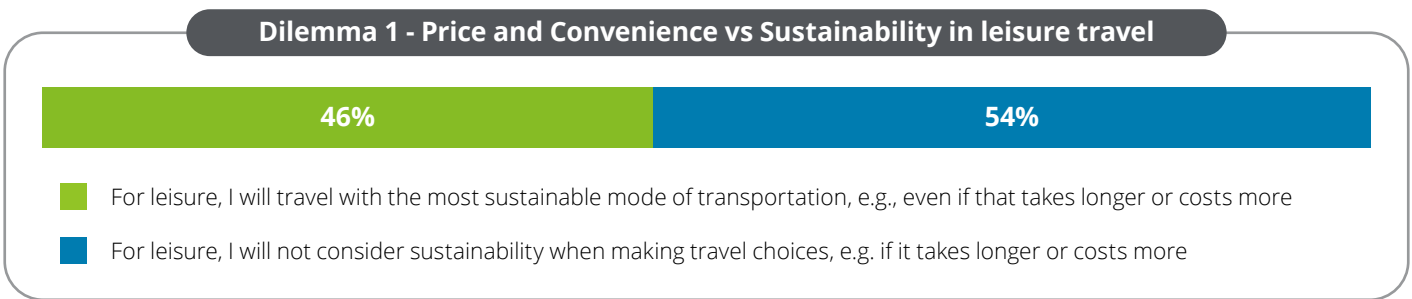 Dilemma 1 - Price and Convenience vs Sustainability in leisure travel
46%
54%
For leisure, I will travel with the most sustainable mode of transportation, e.g., even if that takes longer or costs more
For leisure, I will not consider sustainability when making travel choices, e.g. if it takes longer or costs more